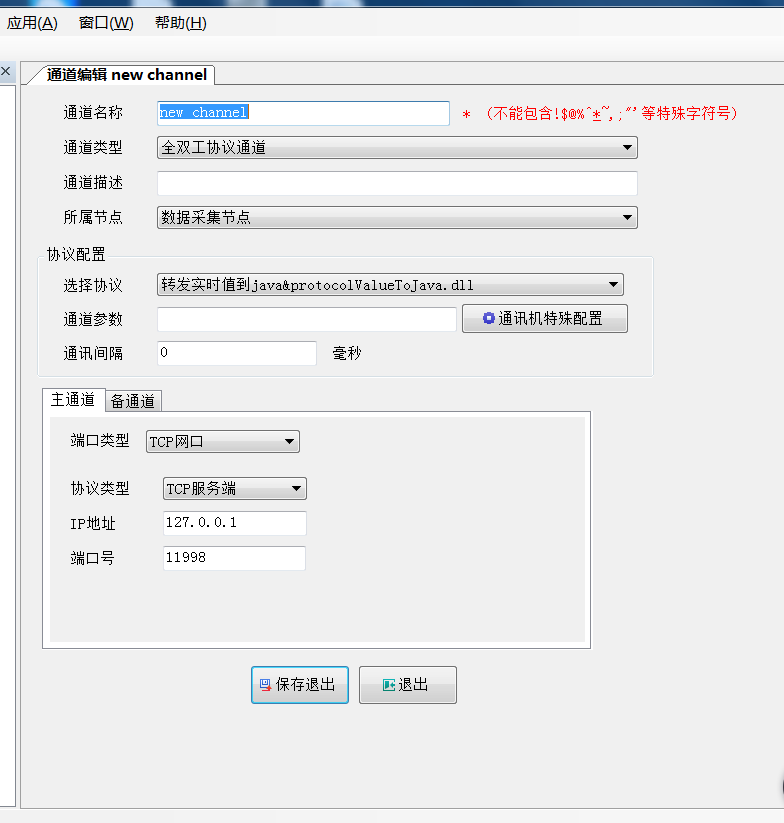 应用(A) 窗口(W) 帮助(H)
通道编辑 new channel
通道名称 new channel * (不能包含!$@%^*~,;"'等特殊字符号)
通道类型 全双工协议通道
通道描述
所属节点 数据采集节点
协议配置
选择协议 转发实时值到java&protocolValueToJava.dll
通道参数 通讯机特殊配置
通讯间隔 0 毫秒
主通道 备通道
端口类型 TCP网口
协议类型 TCP服务端
IP地址 127.0.0.1
端口号 11998
保存退出 退出